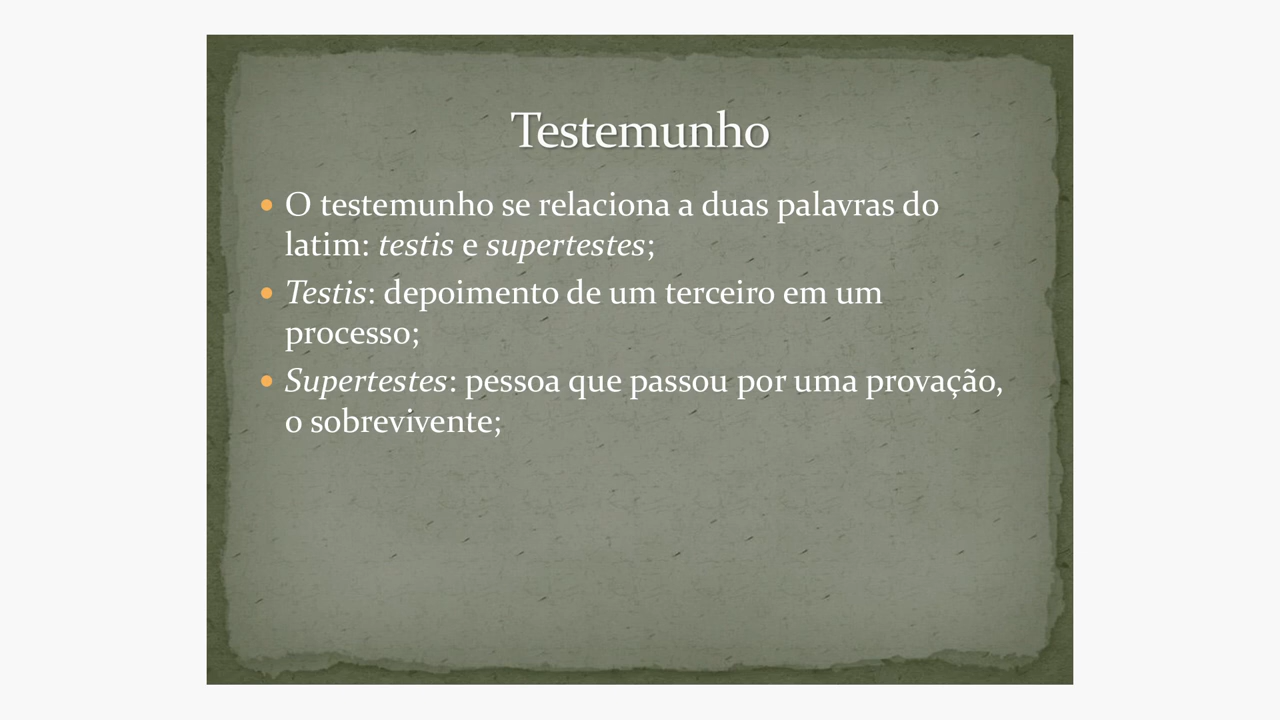 Testemunho
• O testemunho se relaciona a duas palavras do
latim: testis e supertestes;
• Testis: depoimento de um terceiro em um
processo;
• Supertestes: pessoa que passou por uma provação,
o sobrevivente;